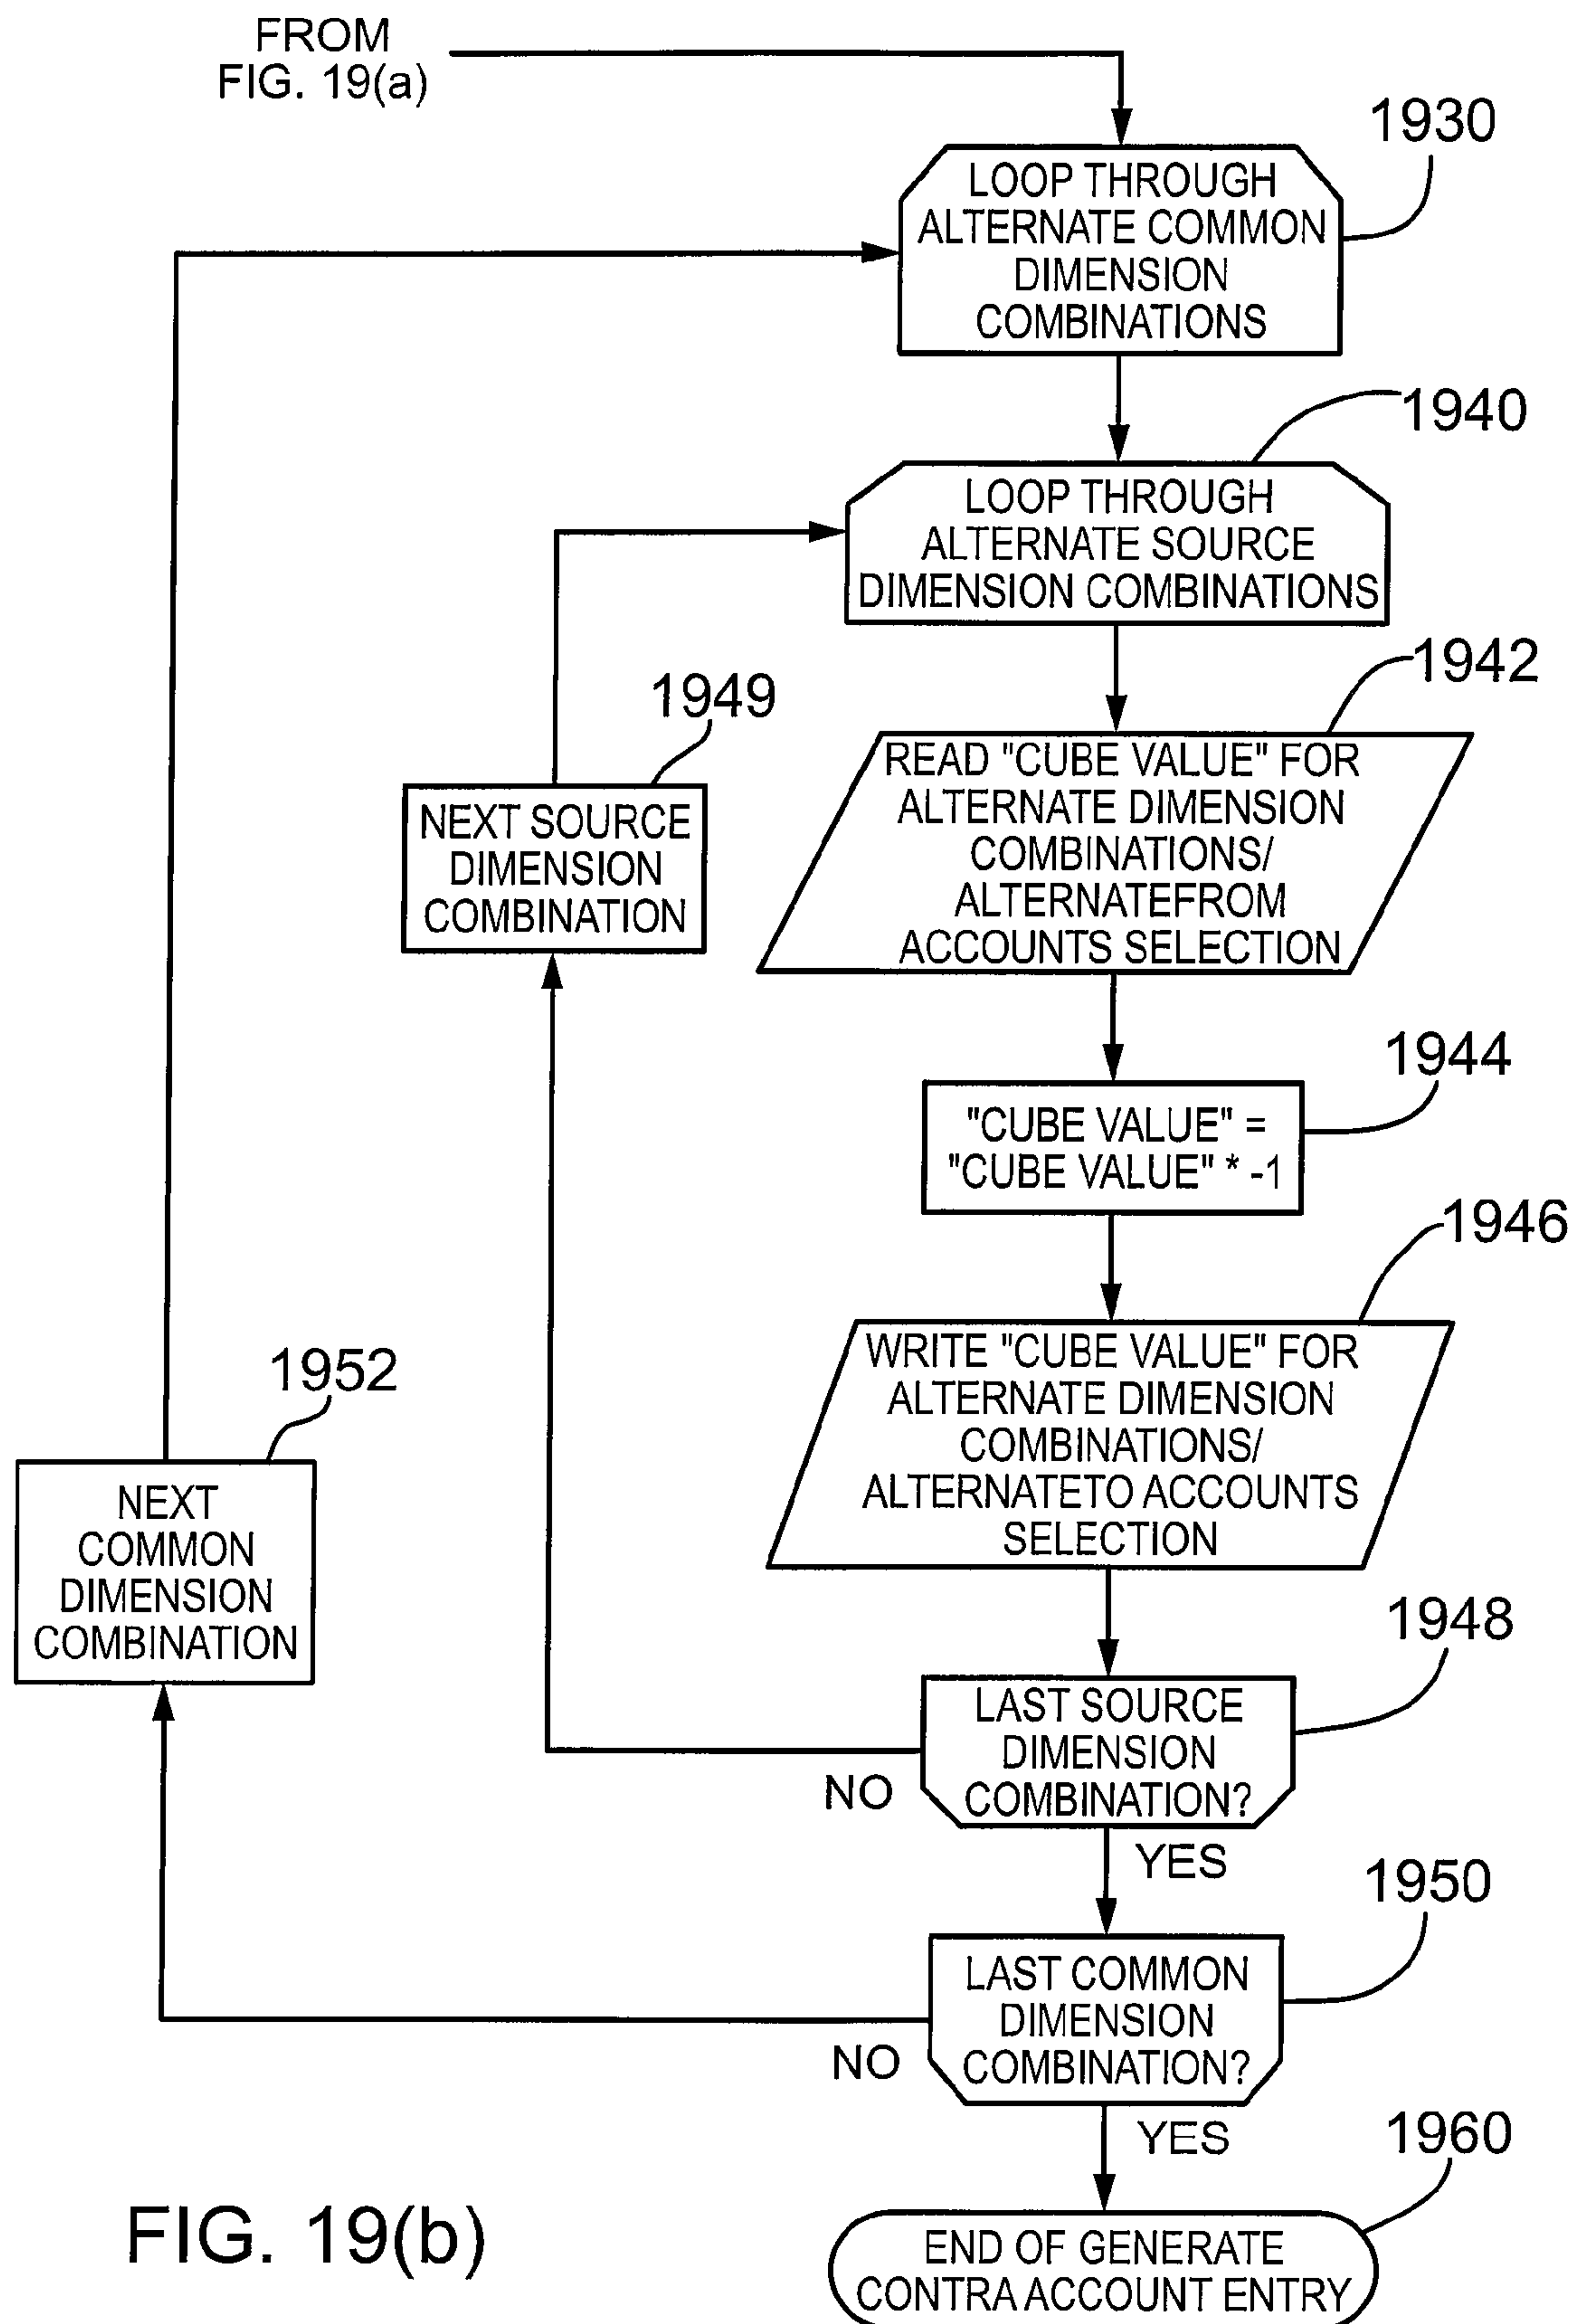 FROM
FIG. 19(a)
1930
LOOP THROUGH
ALTERNATE COMMON
DIMENSION
COMBINATIONS
1940
LOOP THROUGH
ALTERNATE SOURCE
DIMENSION COMBINATIONS
1942
READ "CUBE VALUE" FOR
ALTERNATE DIMENSION
COMBINATIONS/
ALTERNATEFROM
ACCOUNTS SELECTION
1949
NEXT SOURCE
DIMENSION
COMBINATION
1944
"CUBE VALUE" =
"CUBE VALUE" * -1
1946
WRITE "CUBE VALUE" FOR
ALTERNATE DIMENSION
COMBINATIONS/
ALTERNATETO ACCOUNTS
SELECTION
1952
NEXT
COMMON
DIMENSION
COMBINATION
1948
LAST SOURCE
DIMENSION
COMBINATION?
NO
YES
1950
LAST COMMON
DIMENSION
COMBINATION?
NO
YES
1960
END OF GENERATE
CONTRA ACCOUNT ENTRY
FIG. 19(b)